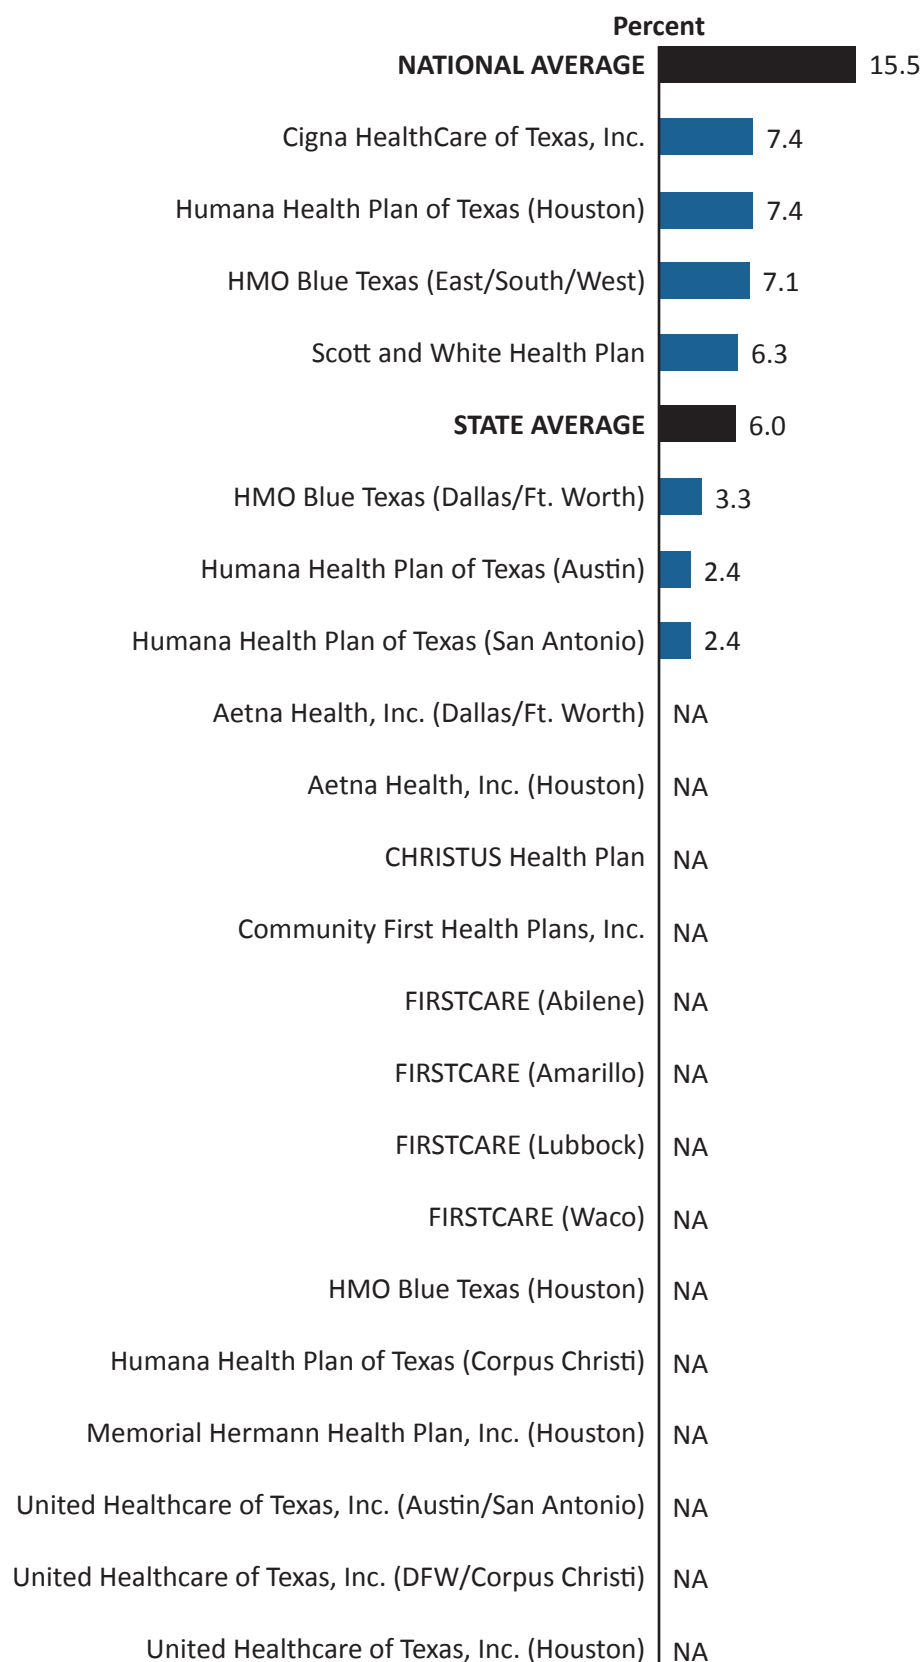 Percent
NATIONAL AVERAGE 15.5
Cigna HealthCare of Texas, Inc. 7.4
Humana Health Plan of Texas (Houston) 7.4
HMO Blue Texas (East/South/West) 7.1
Scott and White Health Plan 6.3
STATE AVERAGE 6.0
HMO Blue Texas (Dallas/Ft. Worth) 3.3
Humana Health Plan of Texas (Austin) 2.4
Humana Health Plan of Texas (San Antonio) 2.4
Aetna Health, Inc. (Dallas/Ft. Worth) NA
Aetna Health, Inc. (Houston) NA
CHRISTUS Health Plan NA
Community First Health Plans, Inc. NA
FIRSTCARE (Abilene) NA
FIRSTCARE (Amarillo) NA
FIRSTCARE (Lubbock) NA
FIRSTCARE (Waco) NA
HMO Blue Texas (Houston) NA
Humana Health Plan of Texas (Corpus Christi) NA
Memorial Hermann Health Plan, Inc. (Houston) NA
United Healthcare of Texas, Inc. (Austin/San Antonio) NA
United Healthcare of Texas, Inc. (DFW/Corpus Christi) NA
United Healthcare of Texas, Inc. (Houston) NA